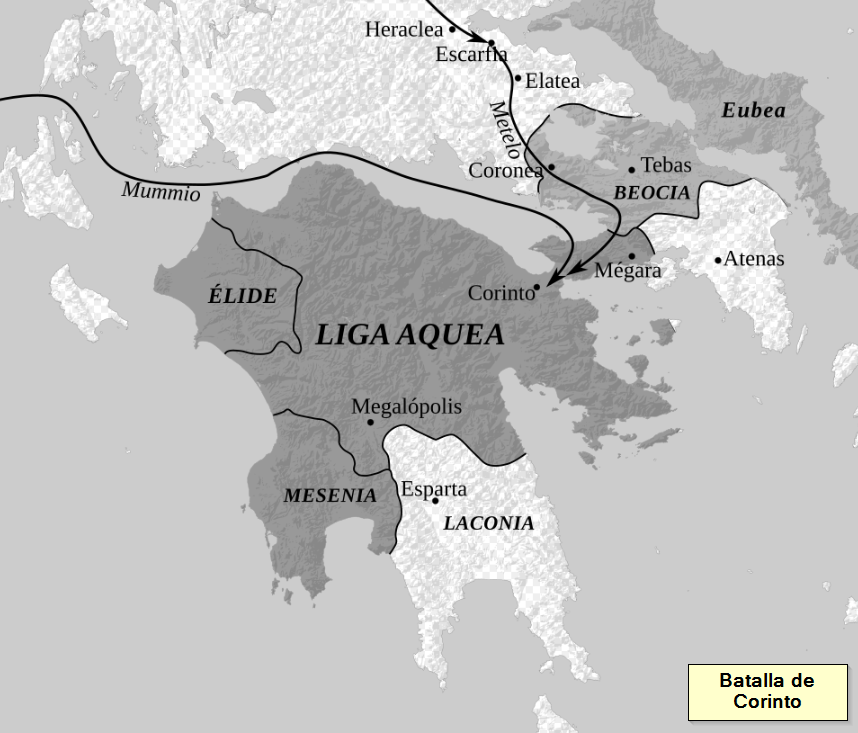 Heraclea
Escarfia
Elatea
Eubea
Metelo
Coronea
Tebas
BEOCIA
Mummio
Atenas
Mégara
Corinto
ÉLIDE
LIGA AQUEA
Megalópolis
MESENIA
Esparta
LACONIA
Batalla de
Corinto